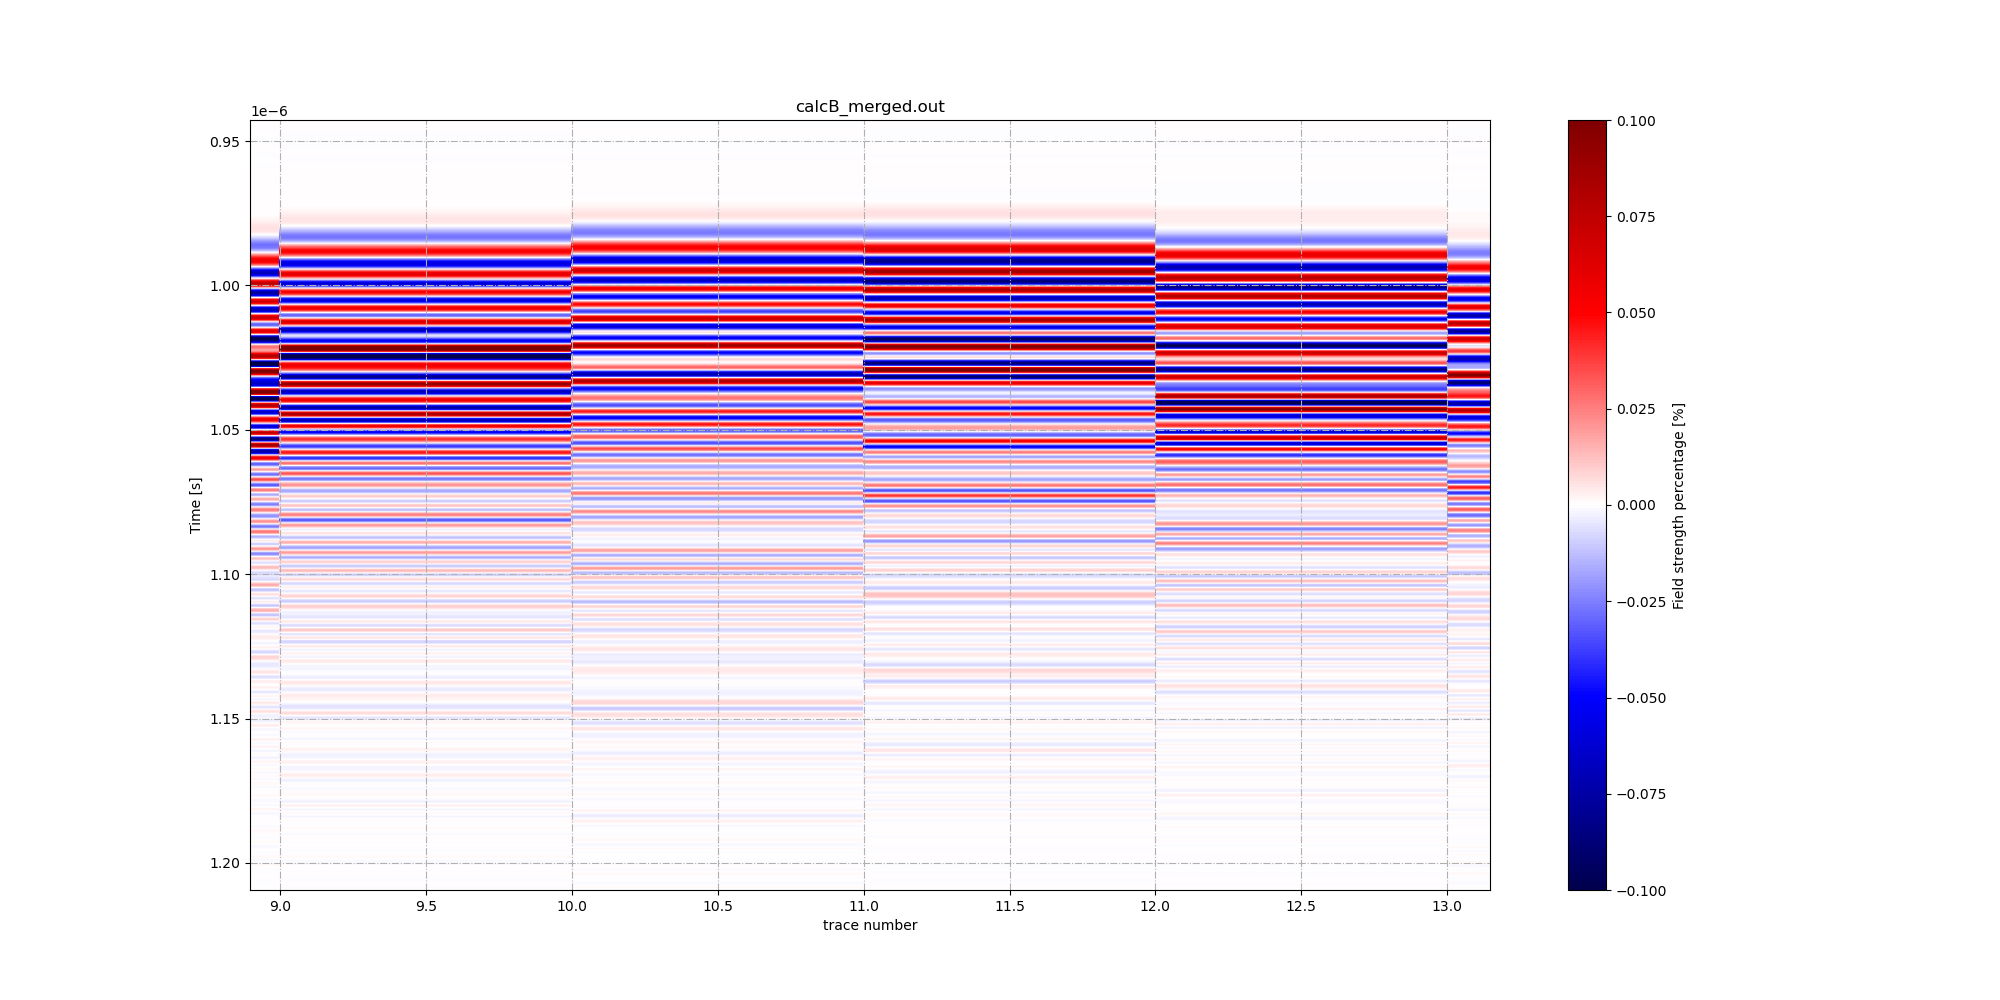 calcB_merged.out
1e−6
0.95
1.00
1.05
1.10
1.15
1.20
Time [s]
9.0 9.5 10.0 10.5 11.0 11.5 12.0 12.5 13.0
trace number
0.100
0.075
0.050
0.025
0.000
−0.025
−0.050
−0.075
−0.100
Field strength percentage [%]